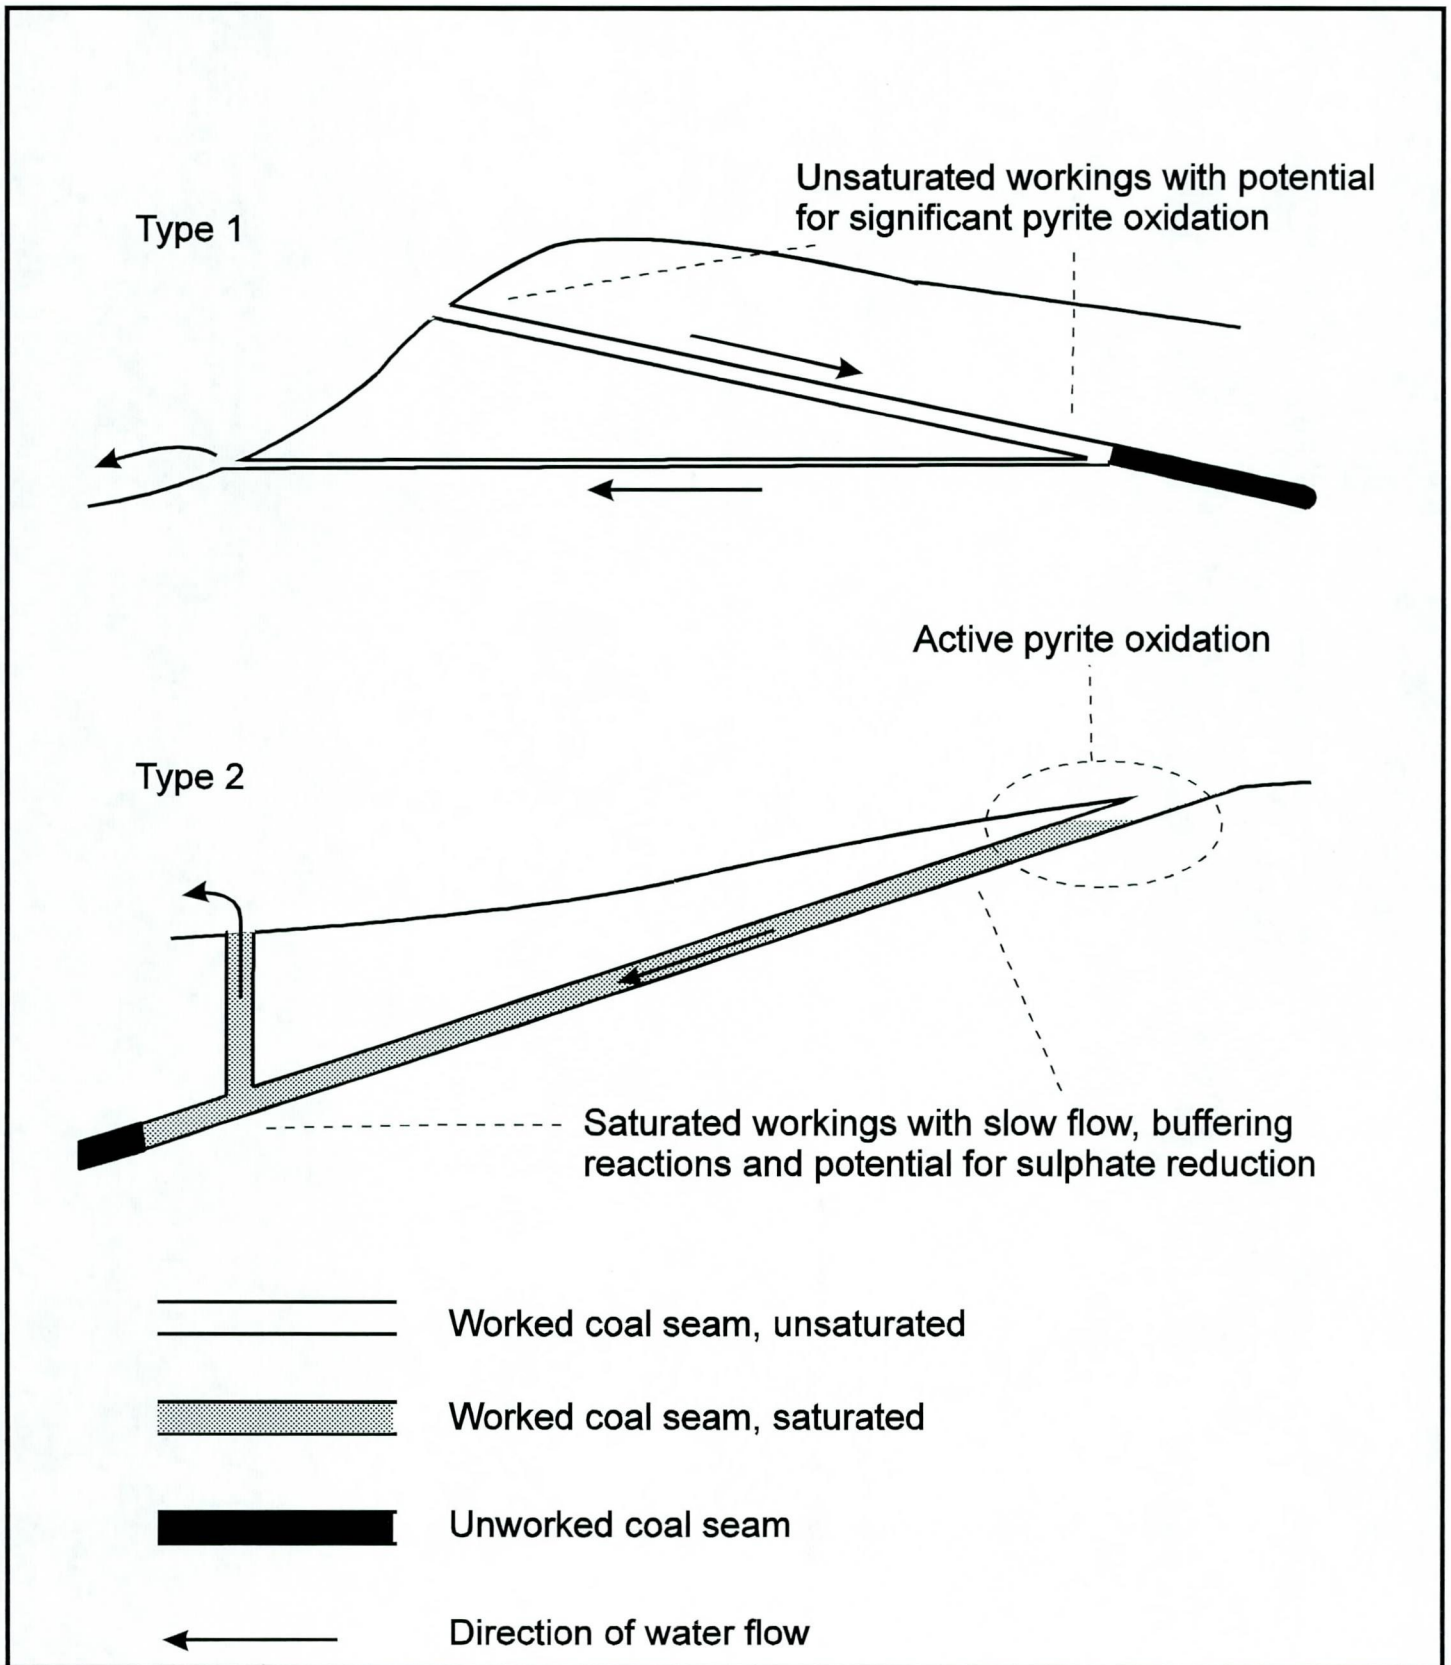 Unsaturated workings with potential
for significant pyrite oxidation
Type 1
Active pyrite oxidation
Type 2
Saturated workings with slow flow, buffering
reactions and potential for sulphate reduction
Worked coal seam, unsaturated
Worked coal seam, saturated
Unworked coal seam
Direction of water flow